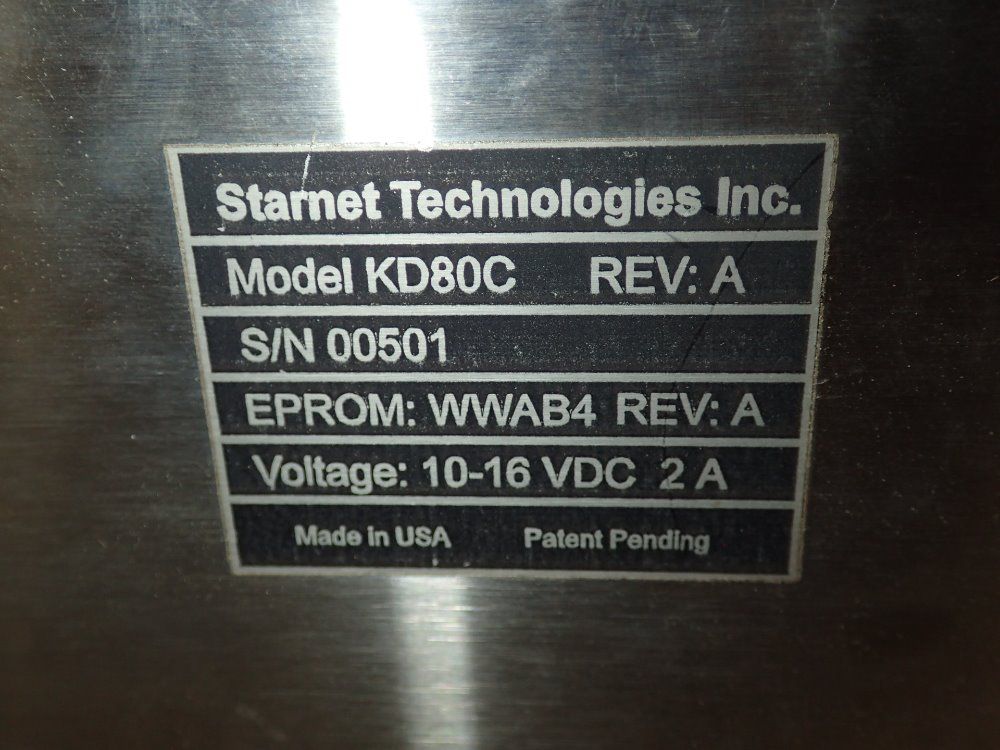 Starnet Technologies Inc.
Model KD80C REV: A
S/N 00501
EPROM: WWAB4 REV: A
Voltage: 10-16 VDC 2 A
Made in USA Patent Pending